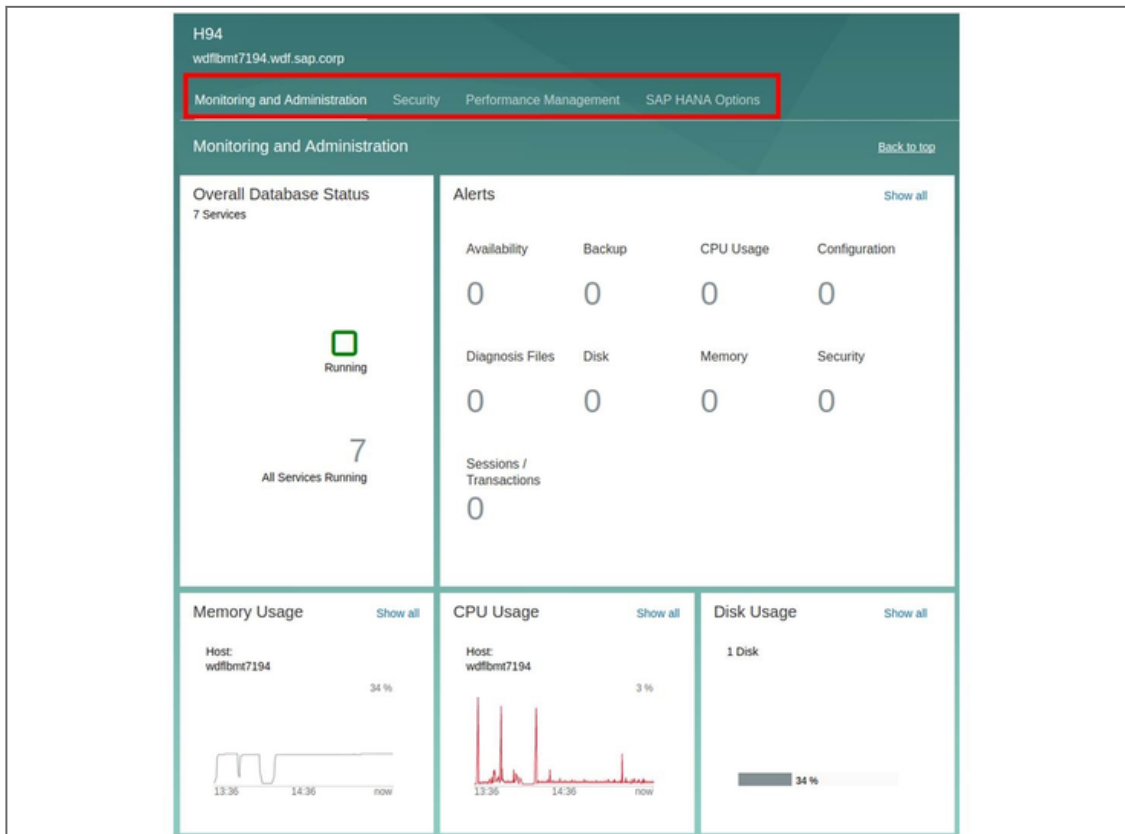 H94
wdflbmt7194.wdf.sap.corp
Monitoring and Administration Security Performance Management SAP HANA Options
Monitoring and Administration Back to top
Overall Database Status
7 Services
Running
7
All Services Running
Alerts Show all
Availability Backup CPU Usage Configuration
0 0 0 0
Diagnosis Files Disk Memory Security
0 0 0 0
Sessions /
Transactions
0
Memory Usage Show all
Host:
wdflbmt7194
34 %
13:36 14:36 now
CPU Usage Show all
Host:
wdflbmt7194
3 %
13:36 14:36 now
Disk Usage Show all
1 Disk
34 %